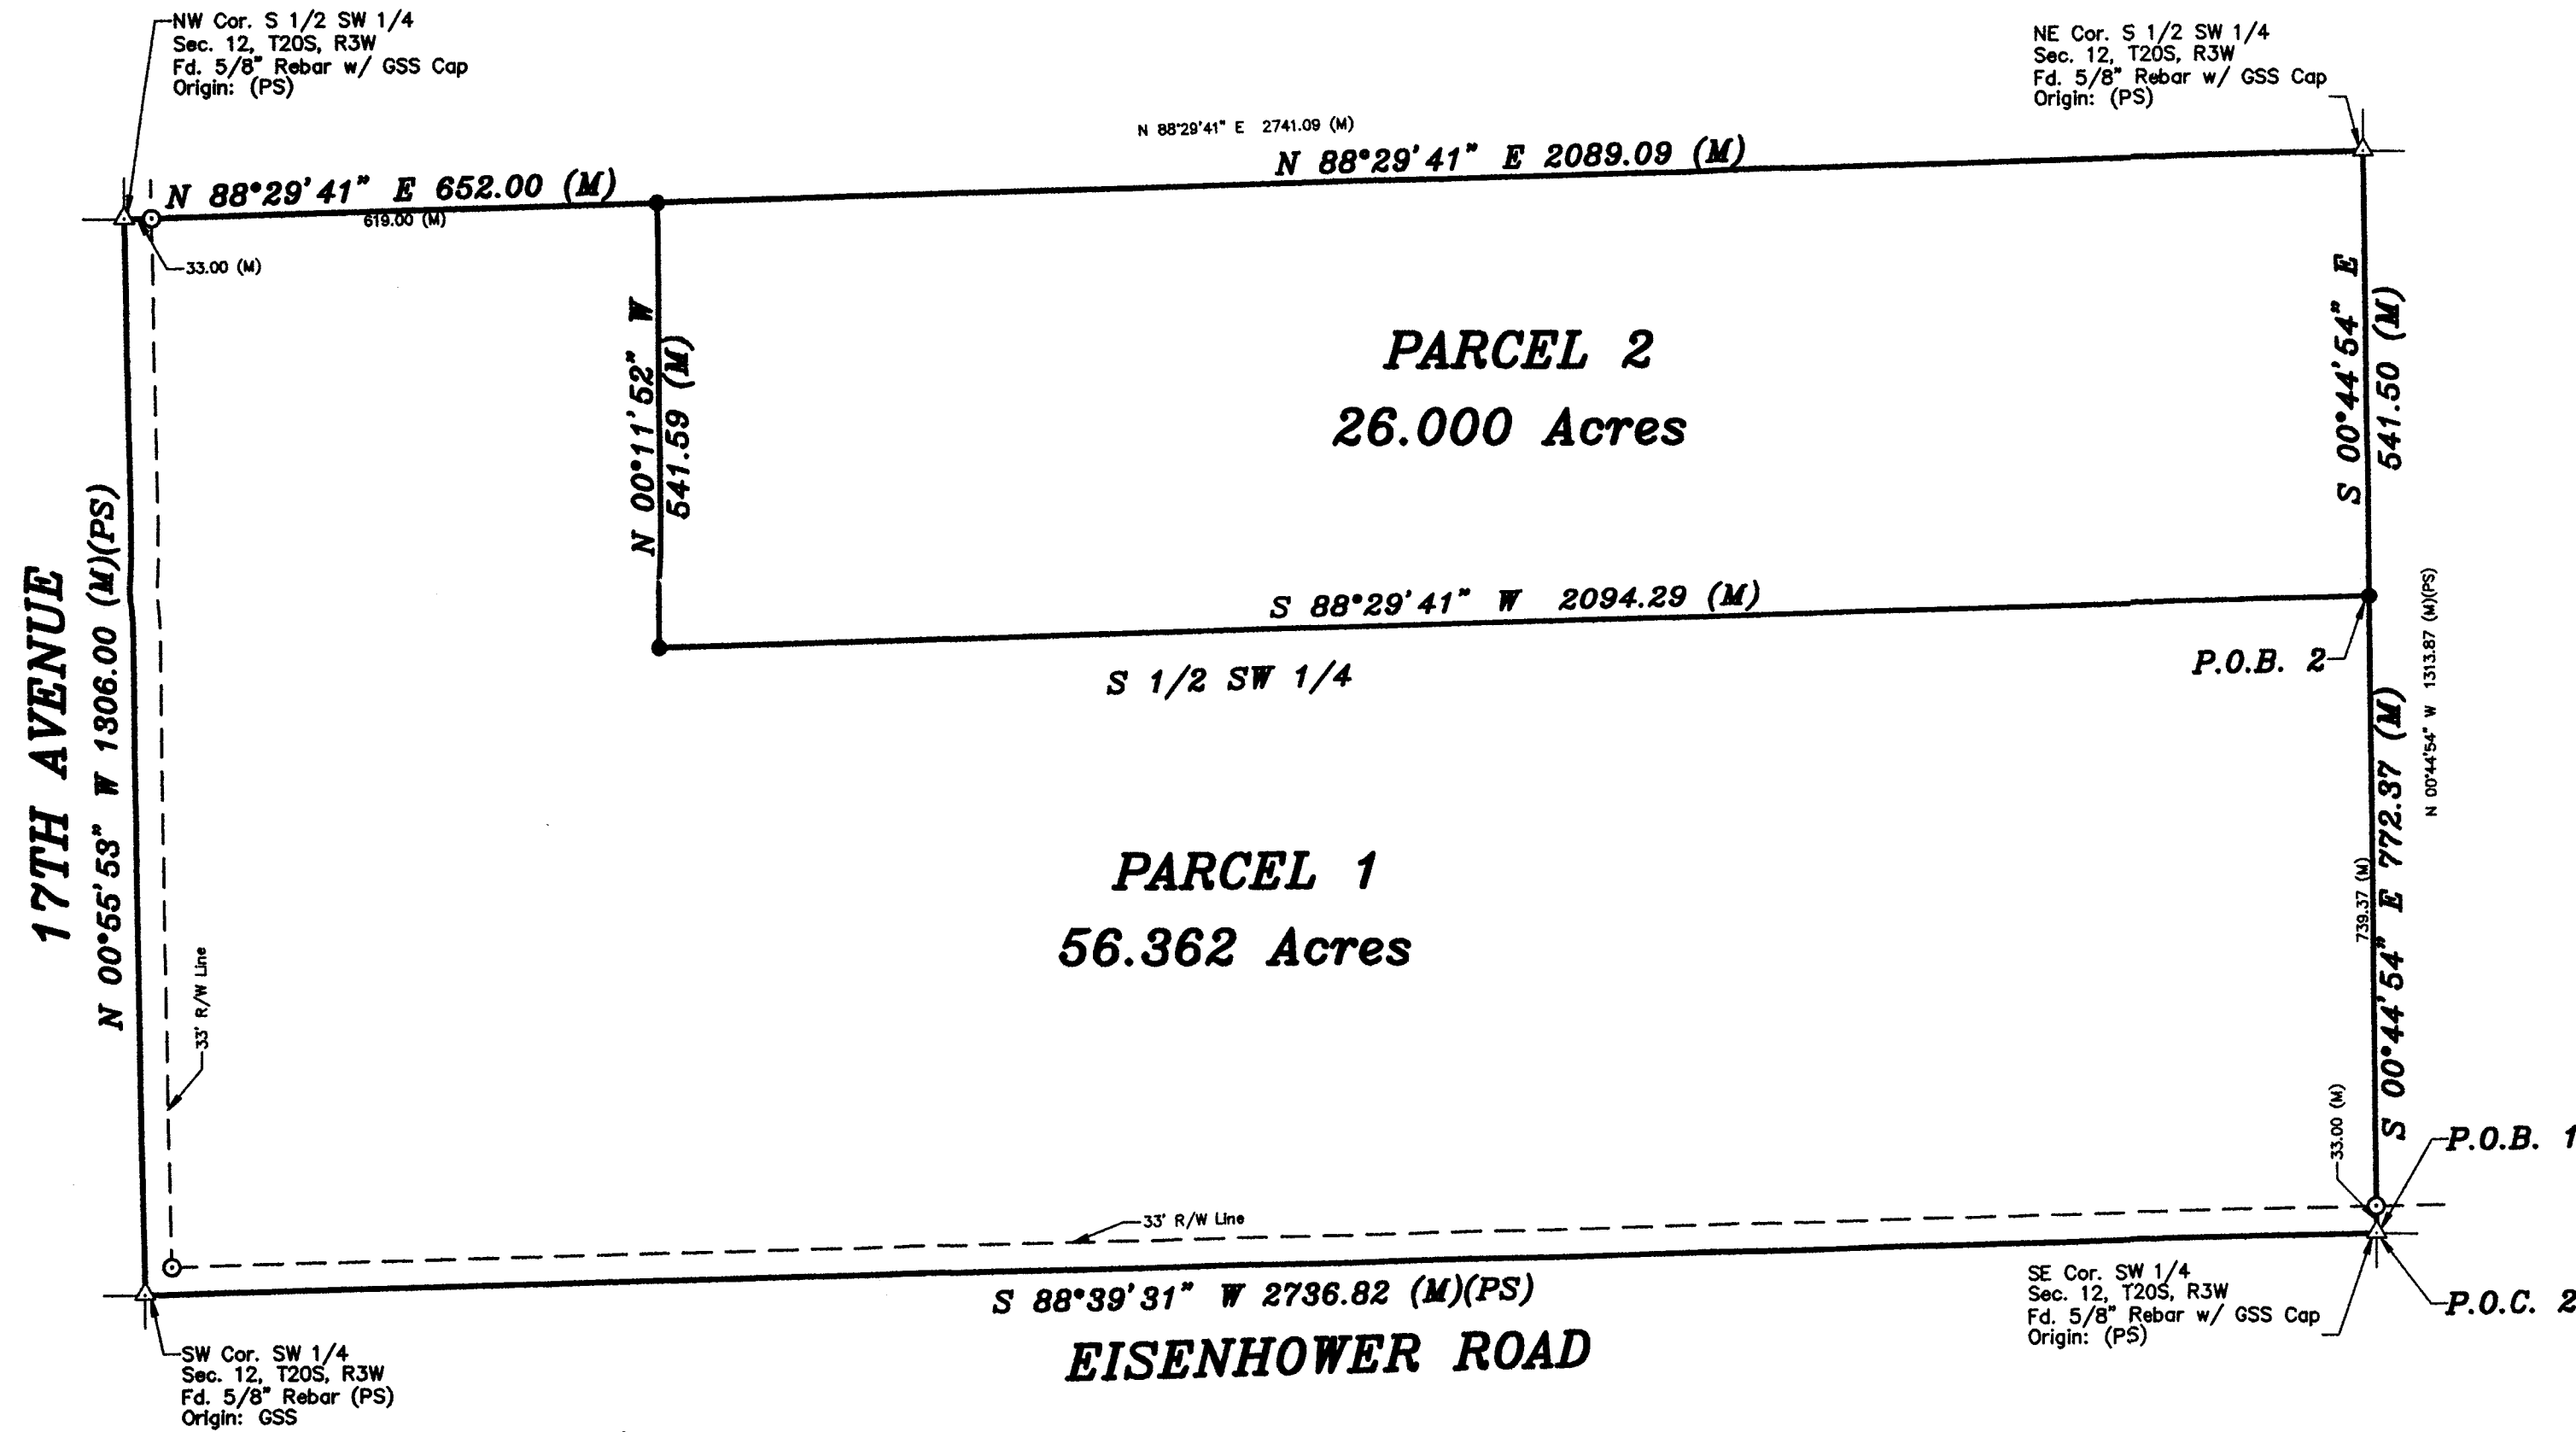 NW Cor. S 1/2 SW 1/4
Sec. 12, T20S, R3W
Fd. 5/8" Rebar w/ GSS Cap
Origin: (PS)
NE Cor. S 1/2 SW 1/4
Sec. 12, T20S, R3W
Fd. 5/8" Rebar w/ GSS Cap
Origin: (PS)
N 88°29'41" E 2741.09 (M)
N 88°29'41" E 2089.09 (M)
N 88°29'41" E 652.00 (M)
619.00 (M)
33.00 (M)
N 00°11'52" W
541.59 (M)
PARCEL 2
26.000 Acres
S 00°44'54" E
541.50 (M)
17TH AVENUE
N 00°55'53" W 1306.00 (M)(PS)
S 88°29'41" W 2094.29 (M)
P.O.B. 2
S 1/2 SW 1/4
N 00°44'54" W 1313.87 (M)(PS)
S 00°44'54" E 772.37 (M)
739.37 (M)
PARCEL 1
56.362 Acres
33' R/W Line
33.00 (M)
P.O.B. 1
33' R/W Line
S 88°39'31" W 2736.82 (M)(PS)
EISENHOWER ROAD
SE Cor. SW 1/4
Sec. 12, T20S, R3W
Fd. 5/8" Rebar w/ GSS Cap
Origin: (PS)
P.O.C. 2
SW Cor. SW 1/4
Sec. 12, T20S, R3W
Fd. 5/8" Rebar (PS)
Origin: GSS